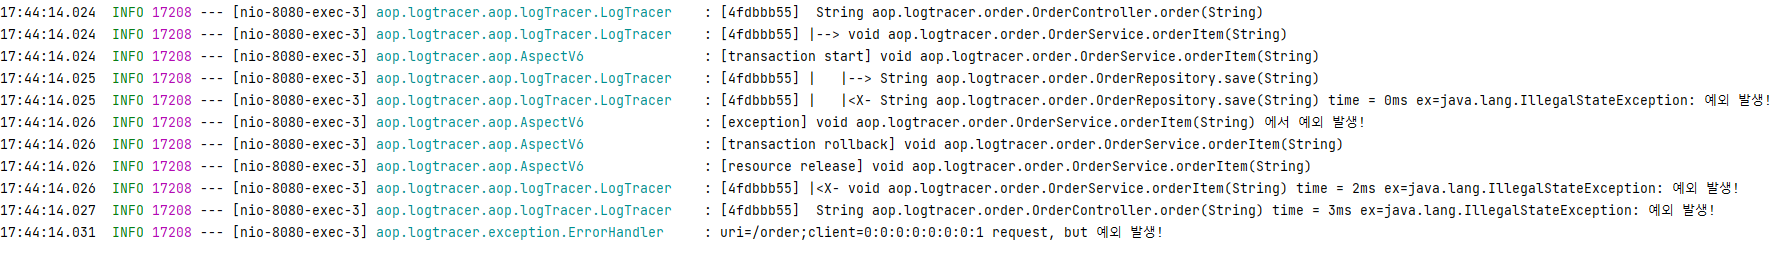 17:44:14.024  INFO 17208 --- [nio-8080-exec-3] aop.logtracer.aop.logTracer.LogTracer    : [4fdbbb55]  String aop.logtracer.order.OrderController.order(String)
17:44:14.024  INFO 17208 --- [nio-8080-exec-3] aop.logtracer.aop.logTracer.LogTracer    : [4fdbbb55] |--> void aop.logtracer.order.OrderService.orderItem(String)
17:44:14.024  INFO 17208 --- [nio-8080-exec-3] aop.logtracer.aop.AspectV6               : [transaction start] void aop.logtracer.order.OrderService.orderItem(String)
17:44:14.025  INFO 17208 --- [nio-8080-exec-3] aop.logtracer.aop.logTracer.LogTracer    : [4fdbbb55] |   |--> String aop.logtracer.order.OrderRepository.save(String)
17:44:14.025  INFO 17208 --- [nio-8080-exec-3] aop.logtracer.aop.logTracer.LogTracer    : [4fdbbb55] |   |<X- String aop.logtracer.order.OrderRepository.save(String) time = 0ms ex=java.lang.IllegalStateException: 예외 발생!
17:44:14.026  INFO 17208 --- [nio-8080-exec-3] aop.logtracer.aop.AspectV6               : [exception] void aop.logtracer.order.OrderService.orderItem(String) 에서 예외 발생!
17:44:14.026  INFO 17208 --- [nio-8080-exec-3] aop.logtracer.aop.AspectV6               : [transaction rollback] void aop.logtracer.order.OrderService.orderItem(String)
17:44:14.026  INFO 17208 --- [nio-8080-exec-3] aop.logtracer.aop.AspectV6               : [resource release] void aop.logtracer.order.OrderService.orderItem(String)
17:44:14.026  INFO 17208 --- [nio-8080-exec-3] aop.logtracer.aop.logTracer.LogTracer    : [4fdbbb55] |<X- void aop.logtracer.order.OrderService.orderItem(String) time = 2ms ex=java.lang.IllegalStateException: 예외 발생!
17:44:14.027  INFO 17208 --- [nio-8080-exec-3] aop.logtracer.aop.logTracer.LogTracer    : [4fdbbb55]  String aop.logtracer.order.OrderController.order(String) time = 3ms ex=java.lang.IllegalStateException: 예외 발생!
17:44:14.031  INFO 17208 --- [nio-8080-exec-3] aop.logtracer.exception.ErrorHandler     : uri=/order;client=0:0:0:0:0:0:0:1 request, but 예외 발생!